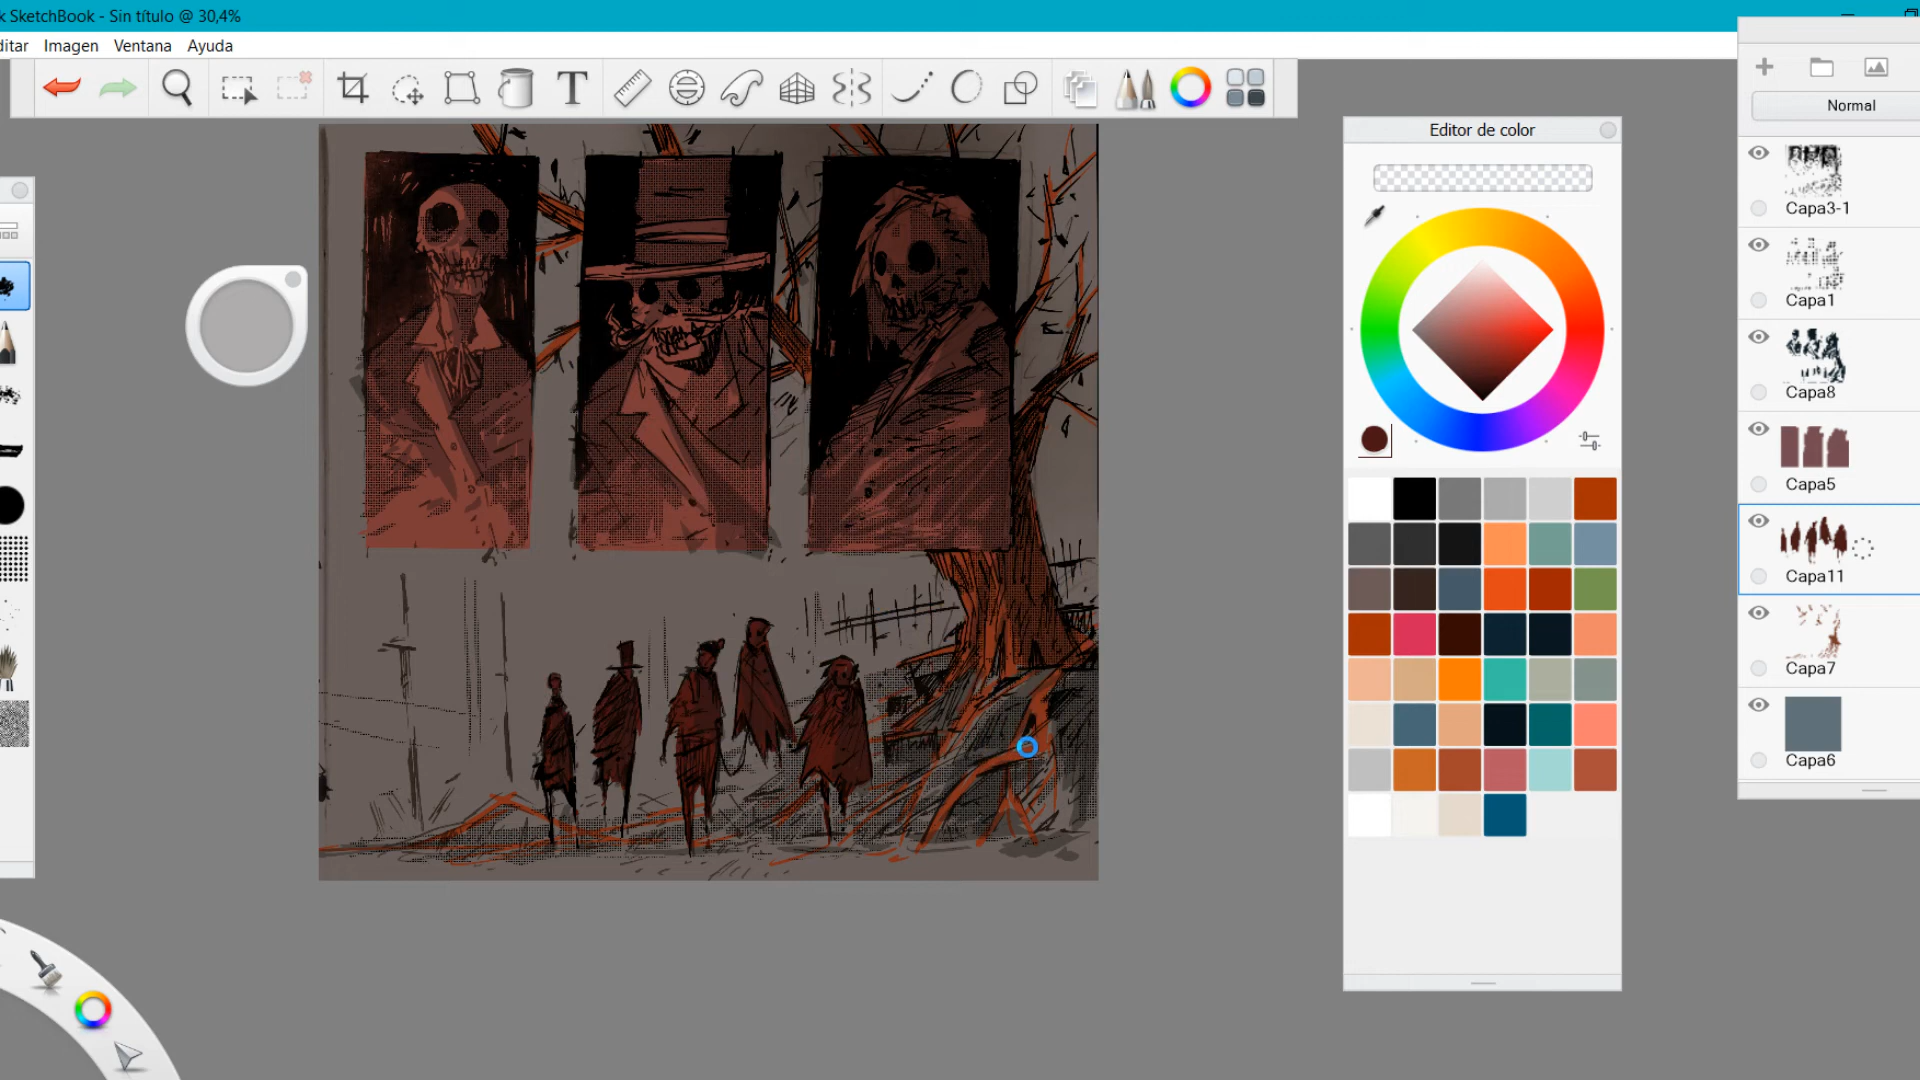 k SketchBook - Sin título @ 30,4%
ditar Imagen Ventana Ayuda
T
Normal
Editor de color
Capa3-1
Capa1
Capa8
Capa5
Capa11
Capa7
Capa6